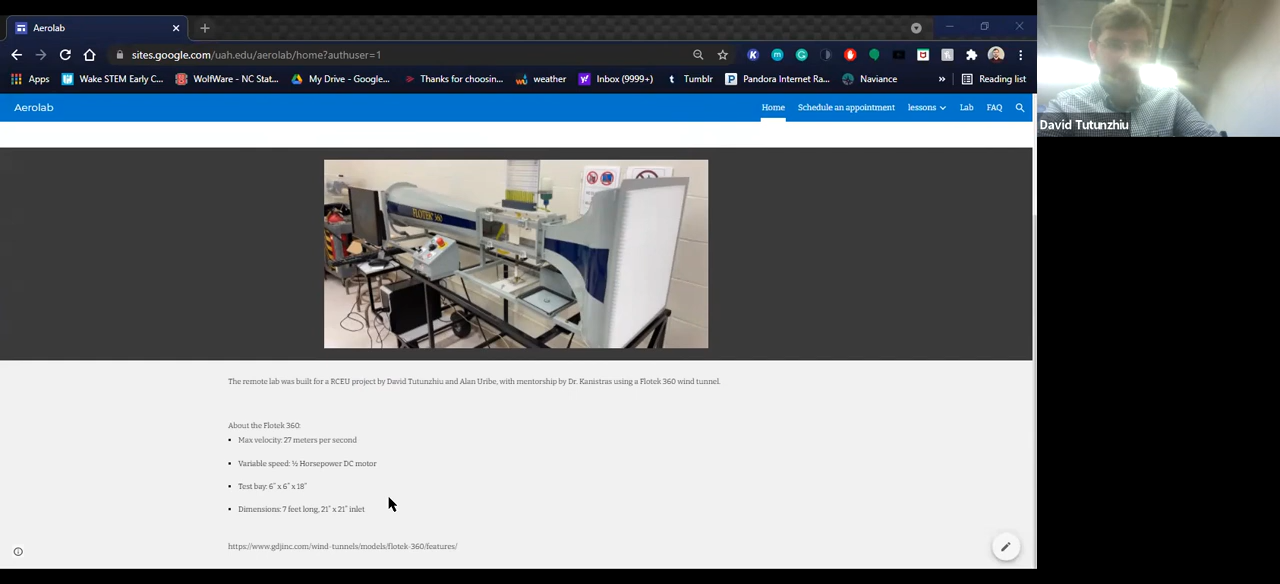 Aerolab
sites.google.com/uah.edu/aerolab/home?authuser=1
Apps Wake STEM Early C... WolfWare - NC Stat... My Drive - Google... Thanks for choosin... weather Inbox (9999+) Tumblr Pandora Internet Ra... Naviance » Reading list
David Tutunzhiu
Aerolab Home Schedule an appointment lessons Lab FAQ
FLOTEK 360
The remote lab was built for a RCEU project by David Tutunzhiu and Alan Uribe, with mentorship by Dr. Kanistras using a Flotek 360 wind tunnel.
About the Flotek 360:
• Max velocity: 27 meters per second
• Variable speed: ½ Horsepower DC motor
• Test bay: 6" x 6" x 18"
• Dimensions: 7 feet long, 21" x 21" inlet
https://www.gdjinc.com/wind-tunnels/models/flotek-360/features/